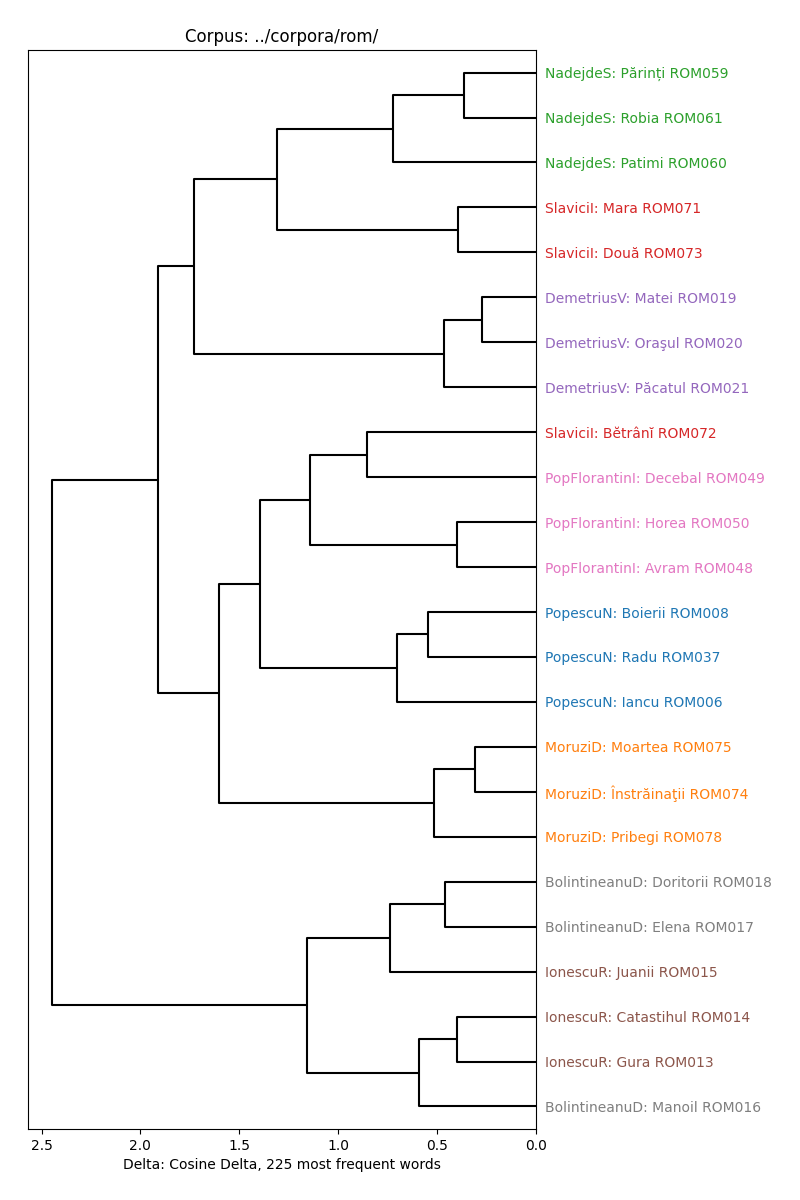 Corpus: ../corpora/rom/
NadejdeS: Părinți ROM059
NadejdeS: Robia ROM061
NadejdeS: Patimi ROM060
SlaviciI: Mara ROM071
SlaviciI: Două ROM073
DemetriusV: Matei ROM019
DemetriusV: Oraşul ROM020
DemetriusV: Păcatul ROM021
SlaviciI: Bĕtrânĭ ROM072
PopFlorantinI: Decebal ROM049
PopFlorantinI: Horea ROM050
PopFlorantinI: Avram ROM048
PopescuN: Boierii ROM008
PopescuN: Radu ROM037
PopescuN: Iancu ROM006
MoruziD: Moartea ROM075
MoruziD: Înstrăinaţii ROM074
MoruziD: Pribegi ROM078
BolintineanuD: Doritorii ROM018
BolintineanuD: Elena ROM017
IonescuR: Juanii ROM015
IonescuR: Catastihul ROM014
IonescuR: Gura ROM013
BolintineanuD: Manoil ROM016
2.5 2.0 1.5 1.0 0.5 0.0
Delta: Cosine Delta, 225 most frequent words